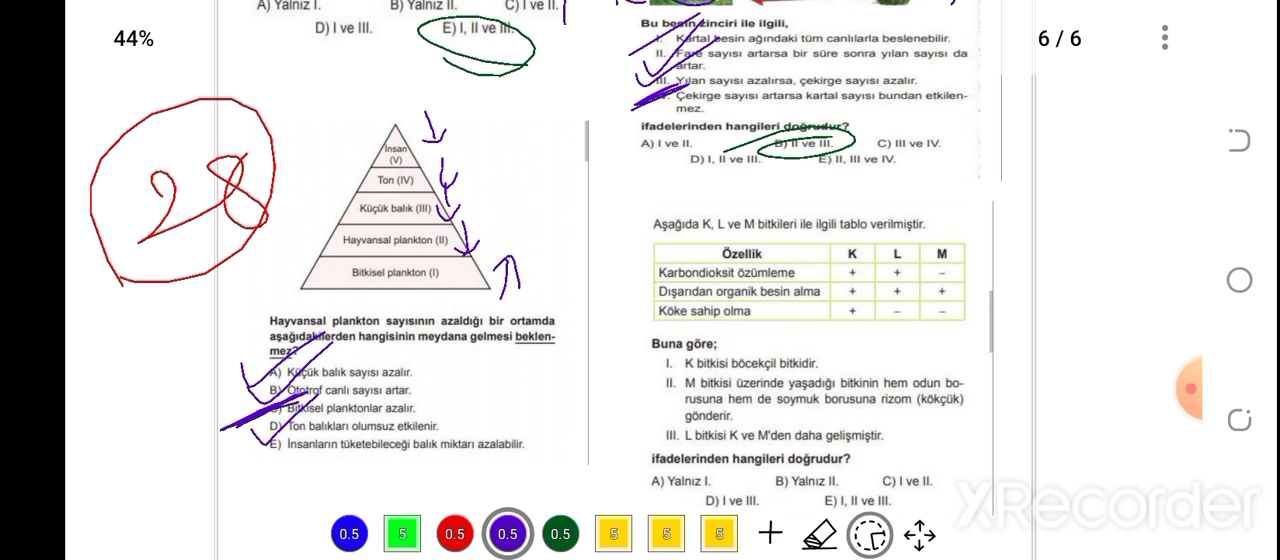 44%
6 / 6
A) Yalnız I. B) Yalnız II. C) I ve II.
D) I ve III. E) I, II ve III.
28
İnsan
(V)
Ton (IV)
Küçük balık (III)
Hayvansal plankton (II)
Bitkisel plankton (I)
Hayvansal plankton sayısının azaldığı bir ortamda
aşağıdakilerden hangisinin meydana gelmesi beklen-
mez?
A) Küçük balık sayısı azalır.
B) Ototrof canlı sayısı artar.
C) Bitkisel planktonlar azalır.
D) Ton balıkları olumsuz etkilenir.
E) İnsanların tüketebileceği balık miktarı azalabilir.
Bu besin zinciri ile ilgili,
I. Kartal besin ağındaki tüm canlılarla beslenebilir.
II. Fare sayısı artarsa bir süre sonra yılan sayısı da
artar.
III. Yılan sayısı azalırsa, çekirge sayısı azalır.
Çekirge sayısı artarsa kartal sayısı bundan etkilen-
mez.
ifadelerinden hangileri doğrudur?
A) I ve II. B) II ve III. C) III ve IV.
D) I, II ve III. E) II, III ve IV.
Aşağıda K, L ve M bitkileri ile ilgili tablo verilmiştir.
Özellik K L M
Karbondioksit özümleme + + –
Dışarıdan organik besin alma + + +
Köke sahip olma + – –
Buna göre;
I. K bitkisi böcekçil bitkidir.
II. M bitkisi üzerinde yaşadığı bitkinin hem odun bo-
rusuna hem de soymuk borusuna rizom (kökçük)
gönderir.
III. L bitkisi K ve M'den daha gelişmiştir.
ifadelerinden hangileri doğrudur?
A) Yalnız I. B) Yalnız II. C) I ve II.
D) I ve III. E) I, II ve III.
0.5 5 0.5 0.5 0.5 5 5 5
XRecorder